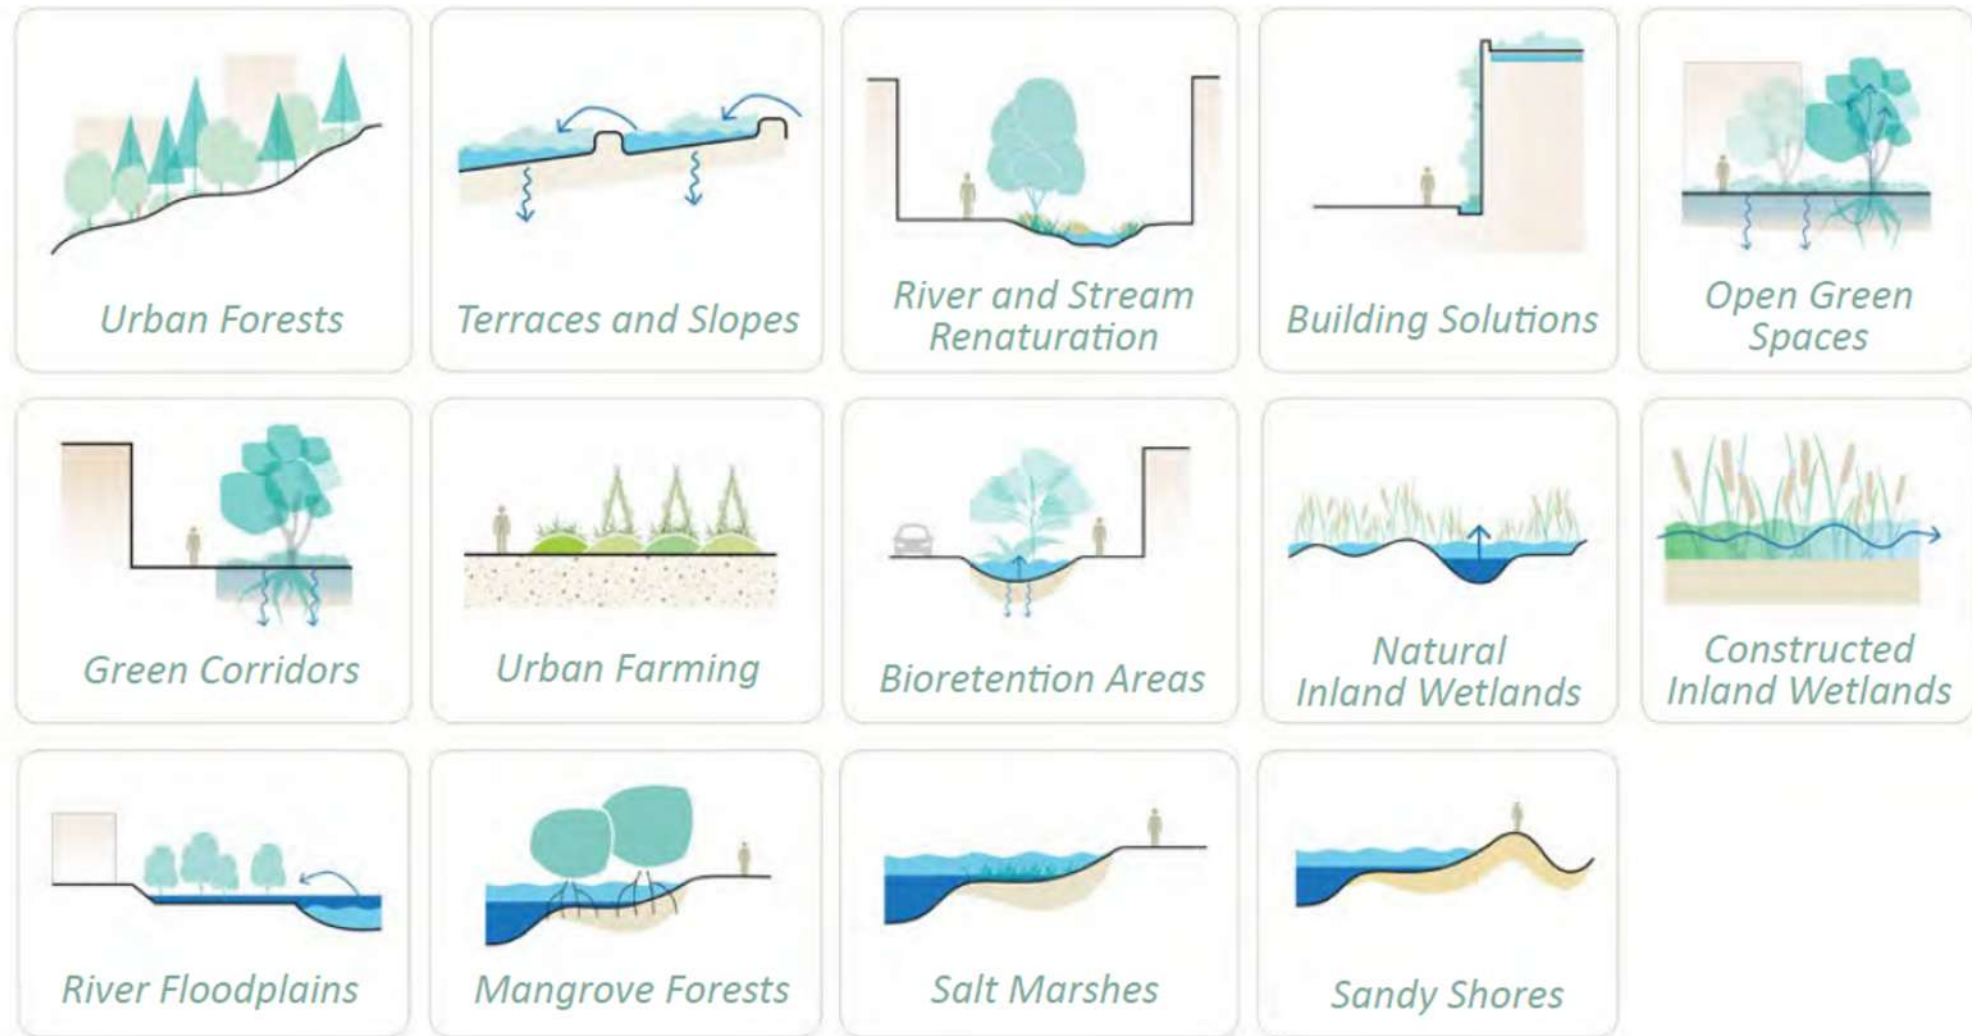 Urban Forests
Terraces and Slopes
River and Stream
Renaturation
Building Solutions
Open Green
Spaces
Green Corridors
Urban Farming
Bioretention Areas
Natural
Inland Wetlands
Constructed
Inland Wetlands
River Floodplains
Mangrove Forests
Salt Marshes
Sandy Shores